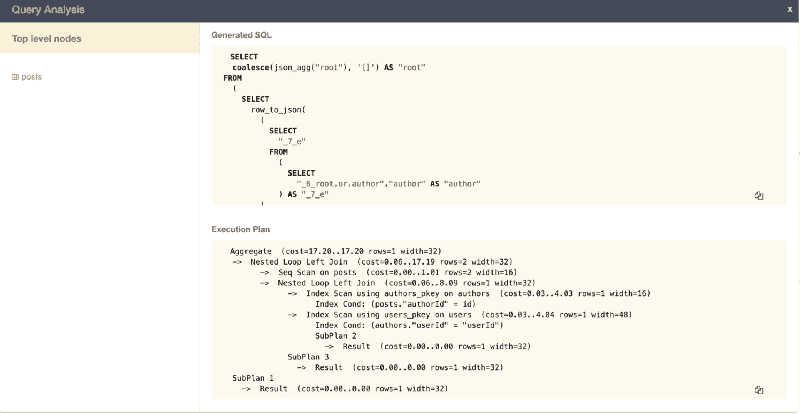 Query Analysis
x
Top level nodes
posts
Generated SQL
SELECT
coalesce(json_agg("root"), '[]') AS "root"
FROM
(
SELECT
row_to_json(
(
SELECT
"_7_e"
FROM
(
SELECT
"_6_root.or.author"."author" AS "author"
) AS "_7_e"
)
Execution Plan
Aggregate (cost=17.20..17.20 rows=1 width=32)
-> Nested Loop Left Join (cost=0.06..17.19 rows=2 width=32)
-> Seq Scan on posts (cost=0.00..1.01 rows=2 width=16)
-> Nested Loop Left Join (cost=0.06..8.09 rows=1 width=32)
-> Index Scan using authors_pkey on authors (cost=0.03..4.03 rows=1 width=16)
Index Cond: (posts."authorId" = id)
-> Index Scan using users_pkey on users (cost=0.03..4.04 rows=1 width=48)
Index Cond: (authors."userId" = "userId")
SubPlan 2
-> Result (cost=0.00..0.00 rows=1 width=32)
SubPlan 3
-> Result (cost=0.00..0.00 rows=1 width=32)
SubPlan 1
-> Result (cost=0.00..0.00 rows=1 width=32)